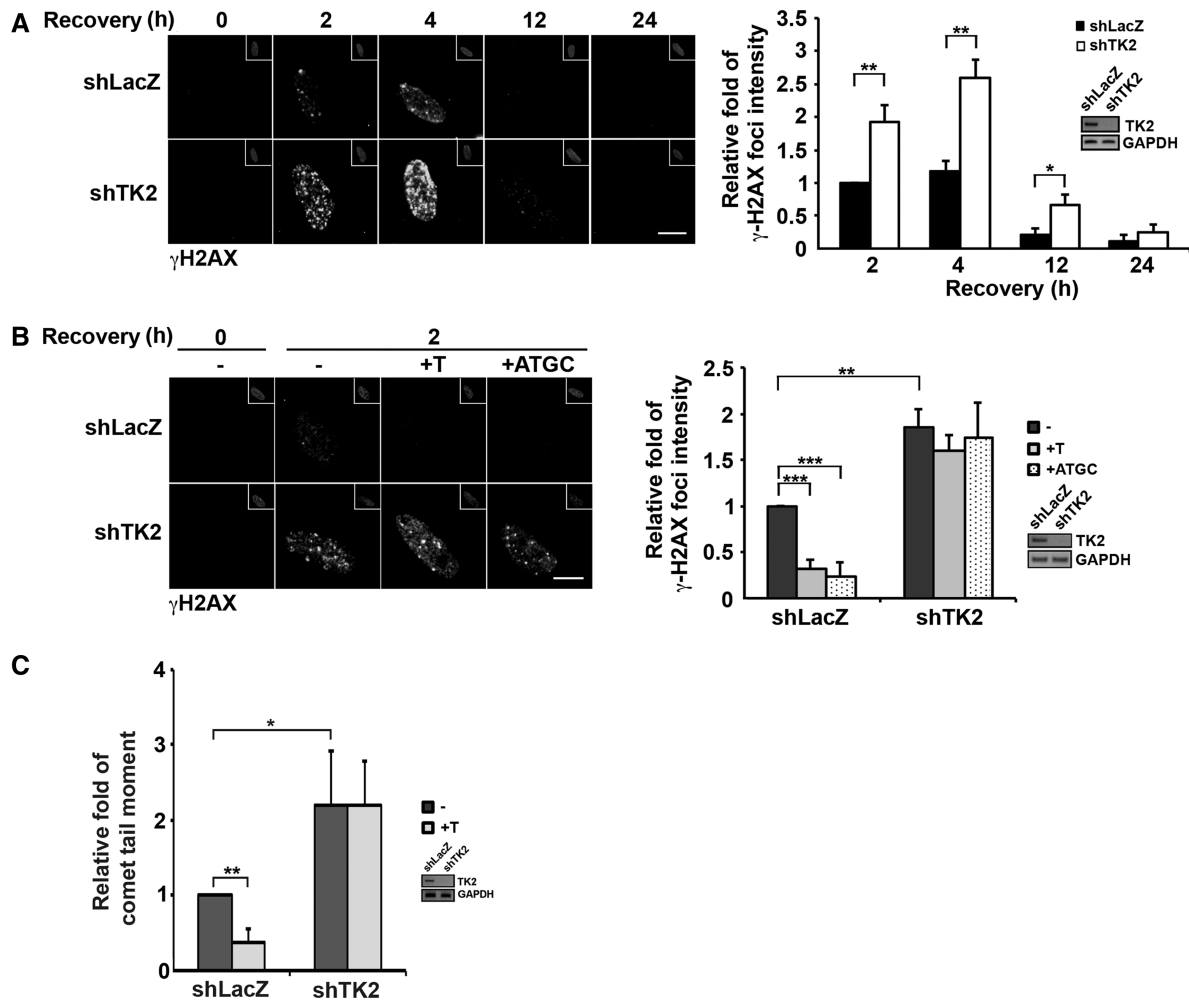 A
Recovery (h) 0 2 4 12 24
shLacZ
shTK2
γH2AX
Relative fold of
γ-H2AX foci intensity
3.5
3
2.5
2
1.5
1
0.5
0
** ** *
2 4 12 24
Recovery (h)
shLacZ
shTK2
shLacZ shTK2
TK2
GAPDH
B
Recovery (h) 0 2
- - +T +ATGC
shLacZ
shTK2
γH2AX
Relative fold of
γ-H2AX foci intensity
2.5
2
1.5
1
0.5
0
**
***
***
shLacZ shTK2
-
+T
+ATGC
shLacZ shTK2
TK2
GAPDH
C
Relative fold of
comet tail moment
4
3
2
1
0
*
**
shLacZ shTK2
-
+T
shLacZ shTK2
TK2
GAPDH